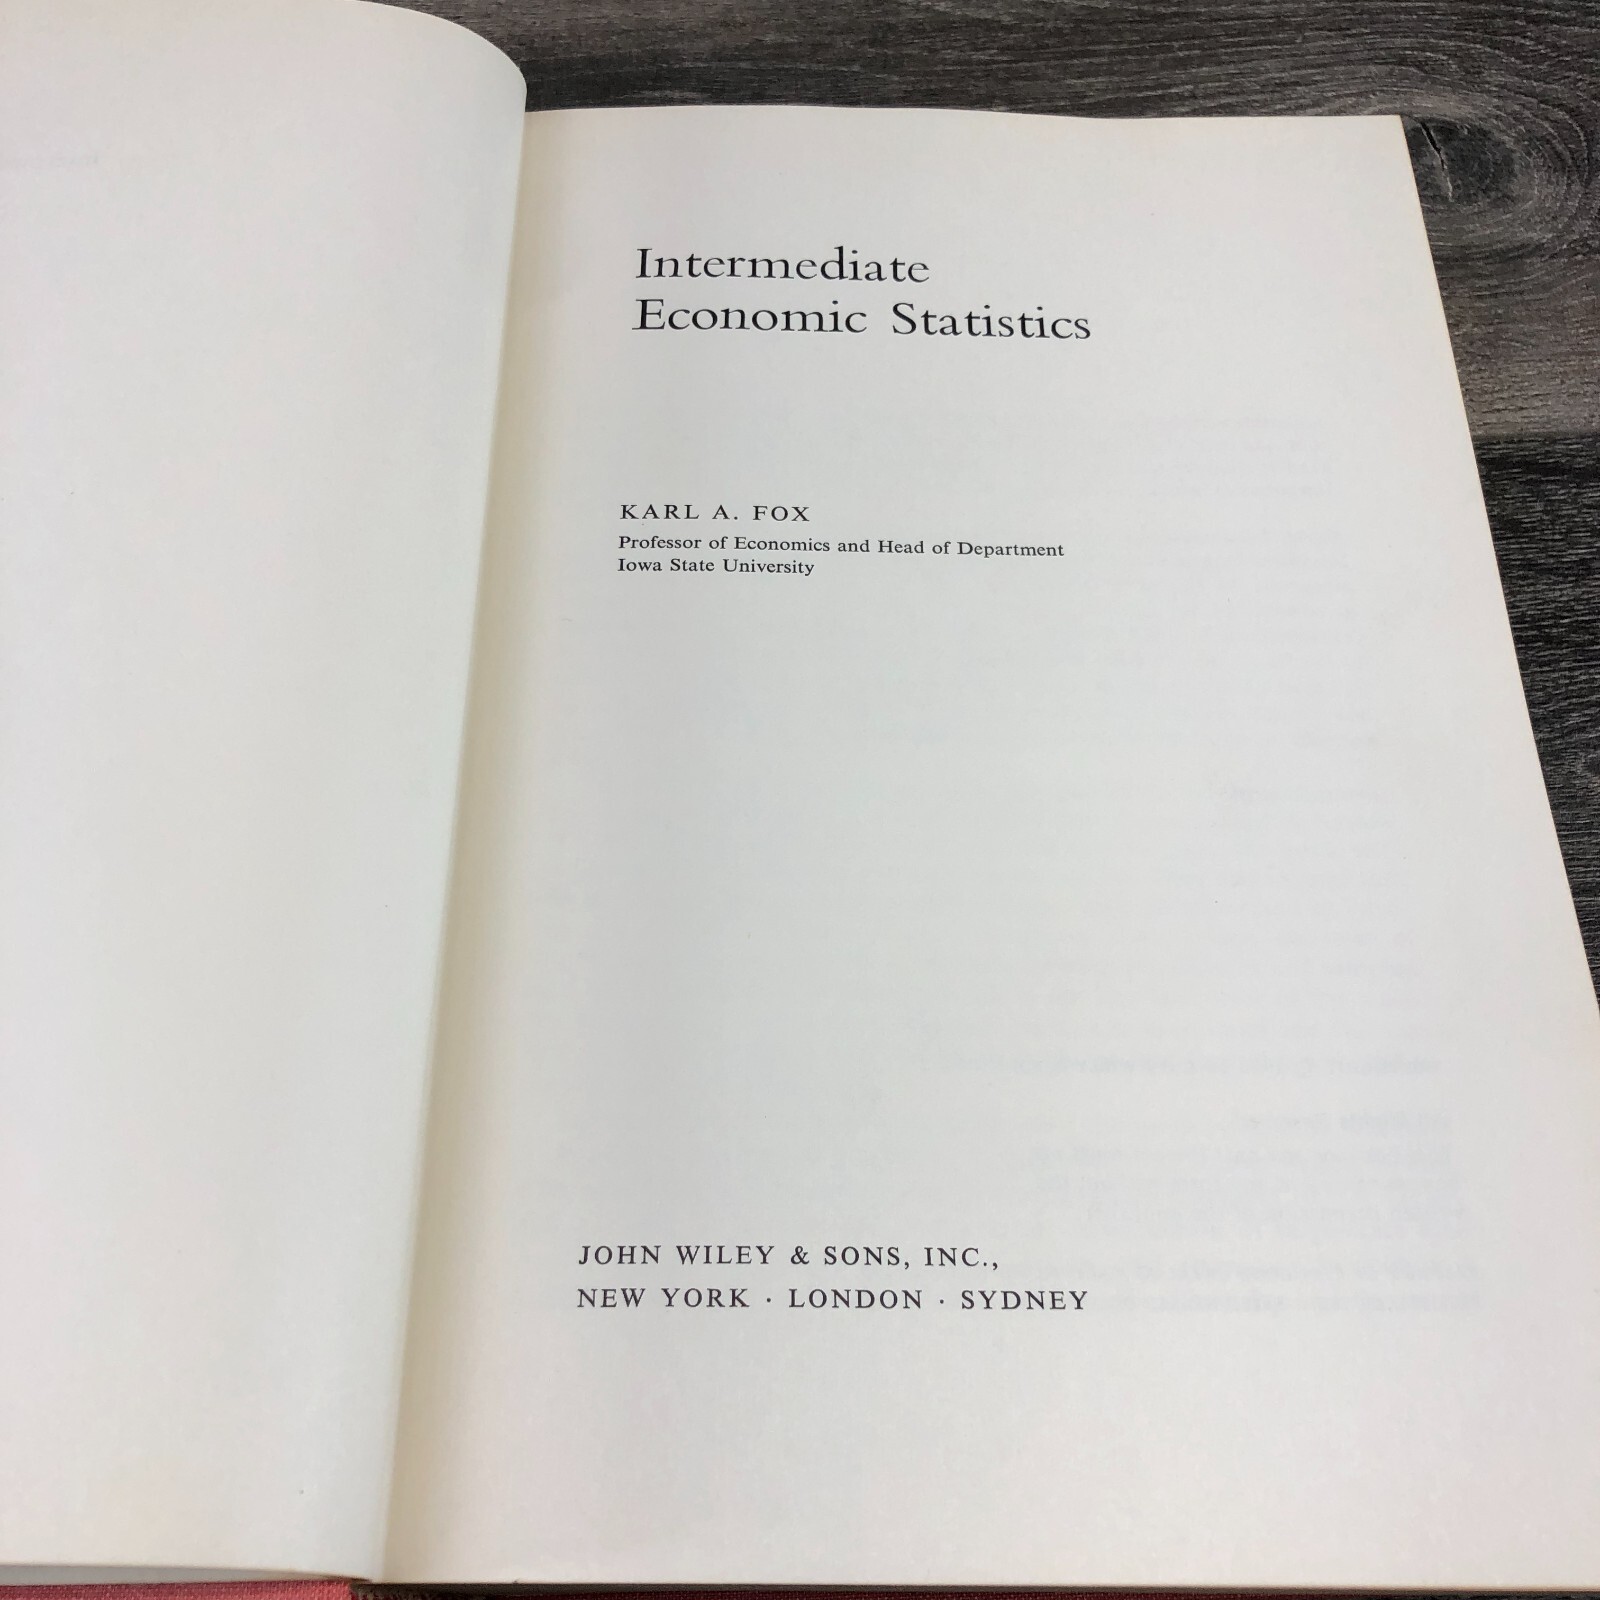 Intermediate
Economic Statistics
KARL A. FOX
Professor of Economics and Head of Department
Iowa State University
JOHN WILEY & SONS, INC.,
NEW YORK · LONDON · SYDNEY